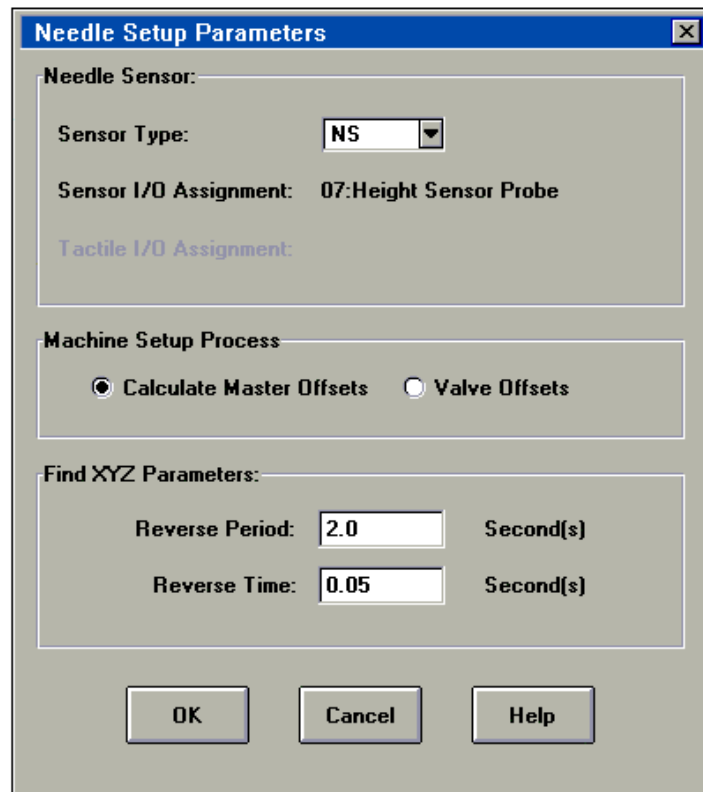 Needle Setup Parameters
Needle Sensor:
Sensor Type: NS
Sensor I/O Assignment: 07:Height Sensor Probe
Tactile I/O Assignment:
Machine Setup Process
Calculate Master Offsets Valve Offsets
Find XYZ Parameters:
Reverse Period: 2.0 Second(s)
Reverse Time: 0.05 Second(s)
OK Cancel Help